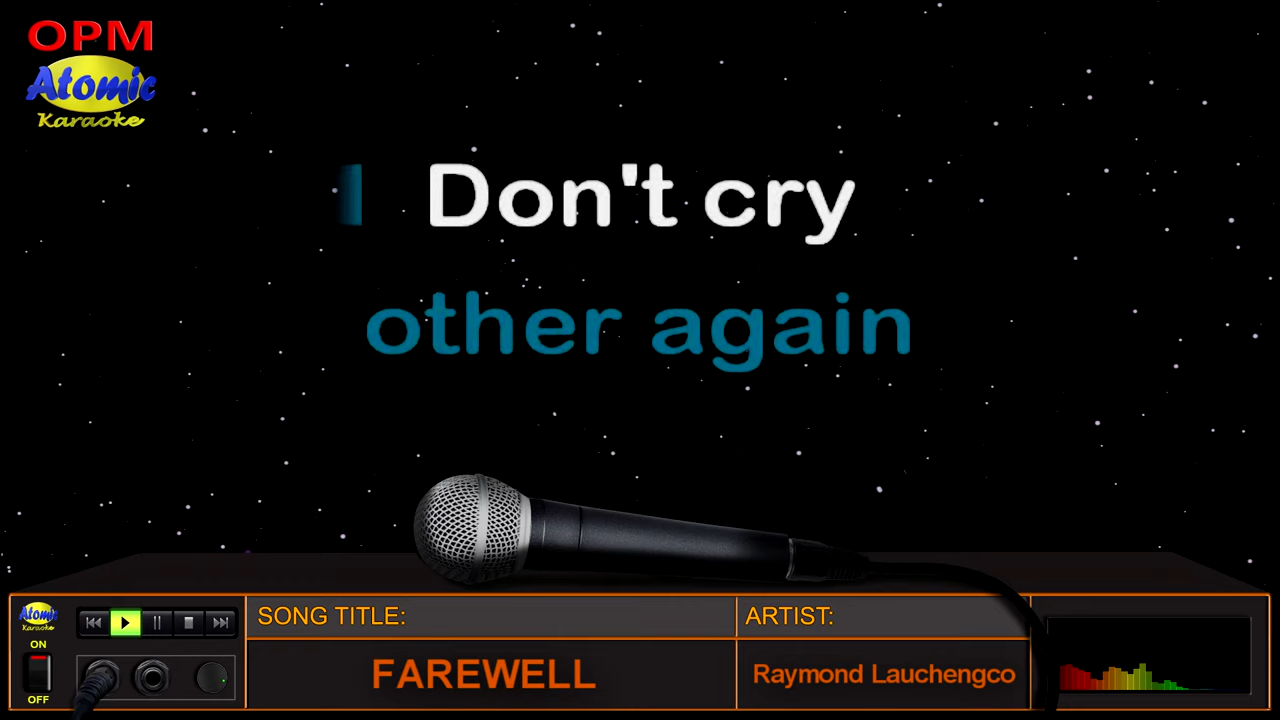 OPM
Atomic
Karaoke
Don't cry
other again
Atomic
Karaoke
ON
OFF
SONG TITLE:
FAREWELL
ARTIST:
Raymond Lauchengco